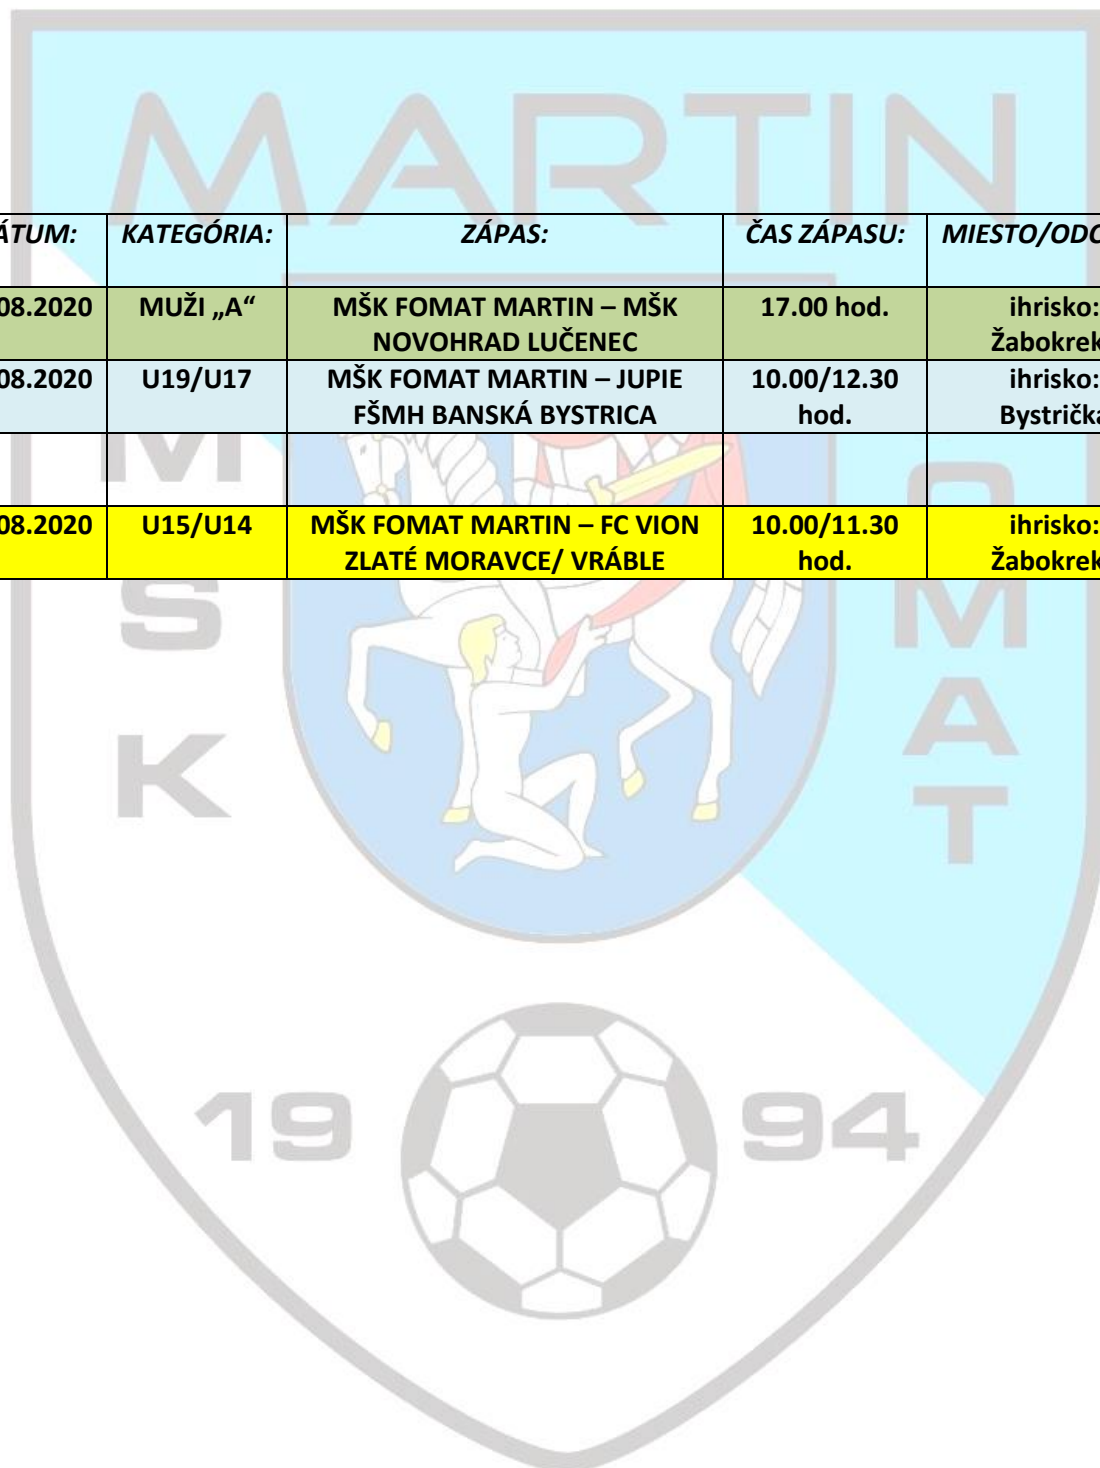 MARTIN
ÁTUM: KATEGÓRIA: ZÁPAS: ČAS ZÁPASU: MIESTO/ODC
08.2020 MUŽI „A“ MŠK FOMAT MARTIN – MŠK 17.00 hod. ihrisko:
NOVOHRAD LUČENEC Žabokrek
08.2020 U19/U17 MŠK FOMAT MARTIN – JUPIE 10.00/12.30 ihrisko:
FŠMH BANSKÁ BYSTRICA hod. Bystrička
08.2020 U15/U14 MŠK FOMAT MARTIN – FC VION 10.00/11.30 ihrisko:
ZLATÉ MORAVCE/ VRÁBLE hod. Žabokrek
M
S
K
O
M
A
T
19 94